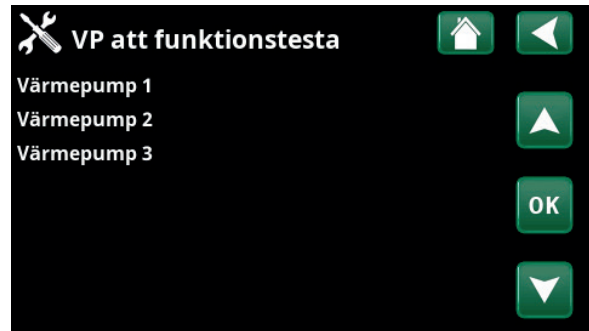 VP att funktionstesta
Värmepump 1
Värmepump 2
Värmepump 3
OK